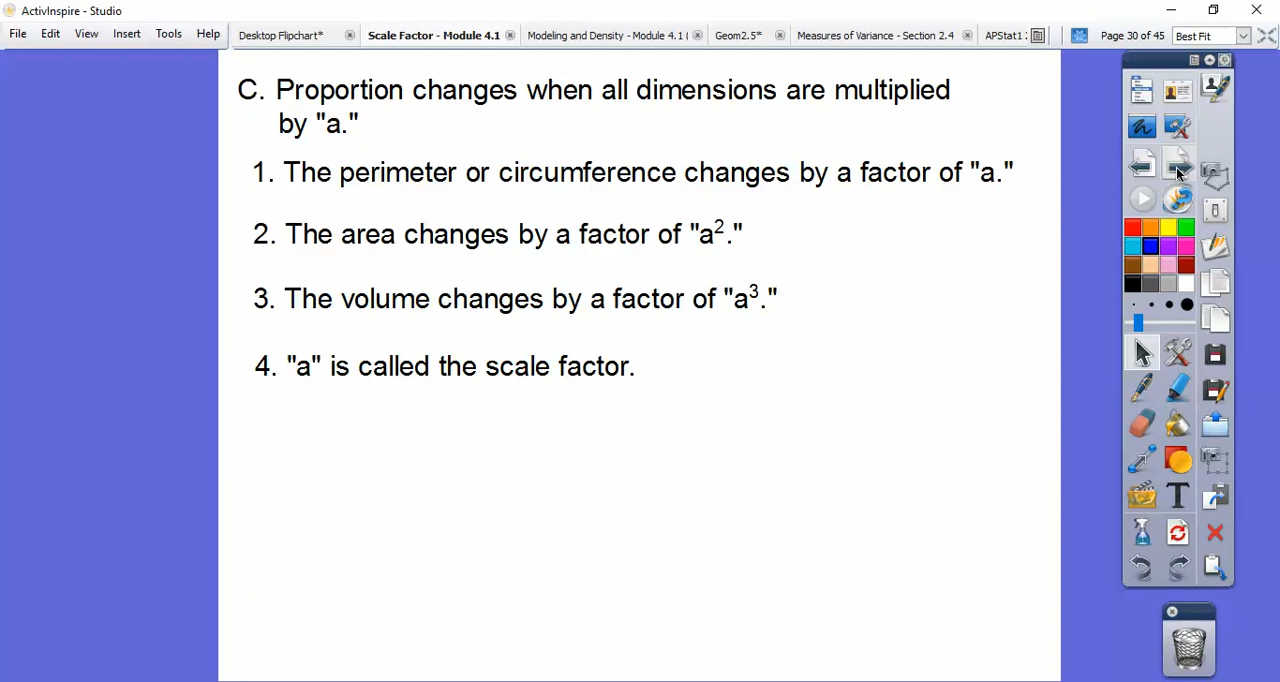 ActivInspire - Studio
File Edit View Insert Tools Help
Desktop Flipchart* Scale Factor - Module 4.1 Modeling and Density - Module 4.1 ( Geom2.5* Measures of Variance - Section 2.4 APStat1: Page 30 of 45 Best Fit
C. Proportion changes when all dimensions are multiplied
by "a."
1. The perimeter or circumference changes by a factor of "a."
2. The area changes by a factor of "a²."
3. The volume changes by a factor of "a³."
4. "a" is called the scale factor.
T